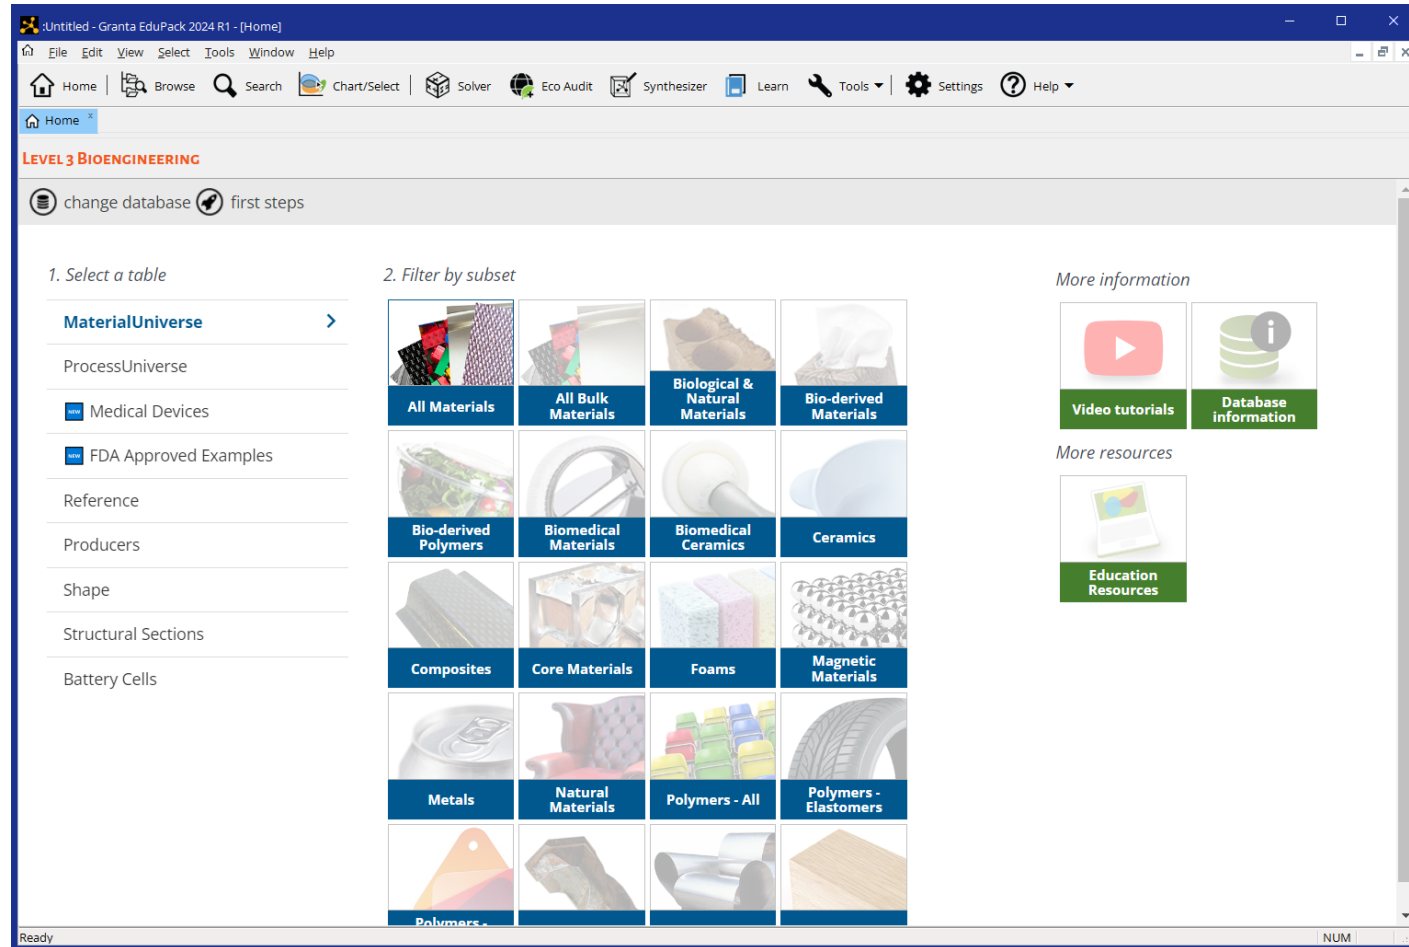 :Untitled - Granta EduPack 2024 R1 - [Home]
File Edit View Select Tools Window Help
Home Browse Search Chart/Select Solver Eco Audit Synthesizer Learn Tools Settings Help
Home x
LEVEL 3 BIOENGINEERING
change database first steps
1. Select a table
MaterialUniverse
ProcessUniverse
NEW Medical Devices
NEW FDA Approved Examples
Reference
Producers
Shape
Structural Sections
Battery Cells
2. Filter by subset
All Materials
All Bulk
Materials
Biological &
Natural
Materials
Bio-derived
Materials
Bio-derived
Polymers
Biomedical
Materials
Biomedical
Ceramics
Ceramics
Composites
Core Materials
Foams
Magnetic
Materials
Metals
Natural
Materials
Polymers - All
Polymers -
Elastomers
Polymers -
More information
Video tutorials
Database
information
More resources
Education
Resources
Ready
NUM